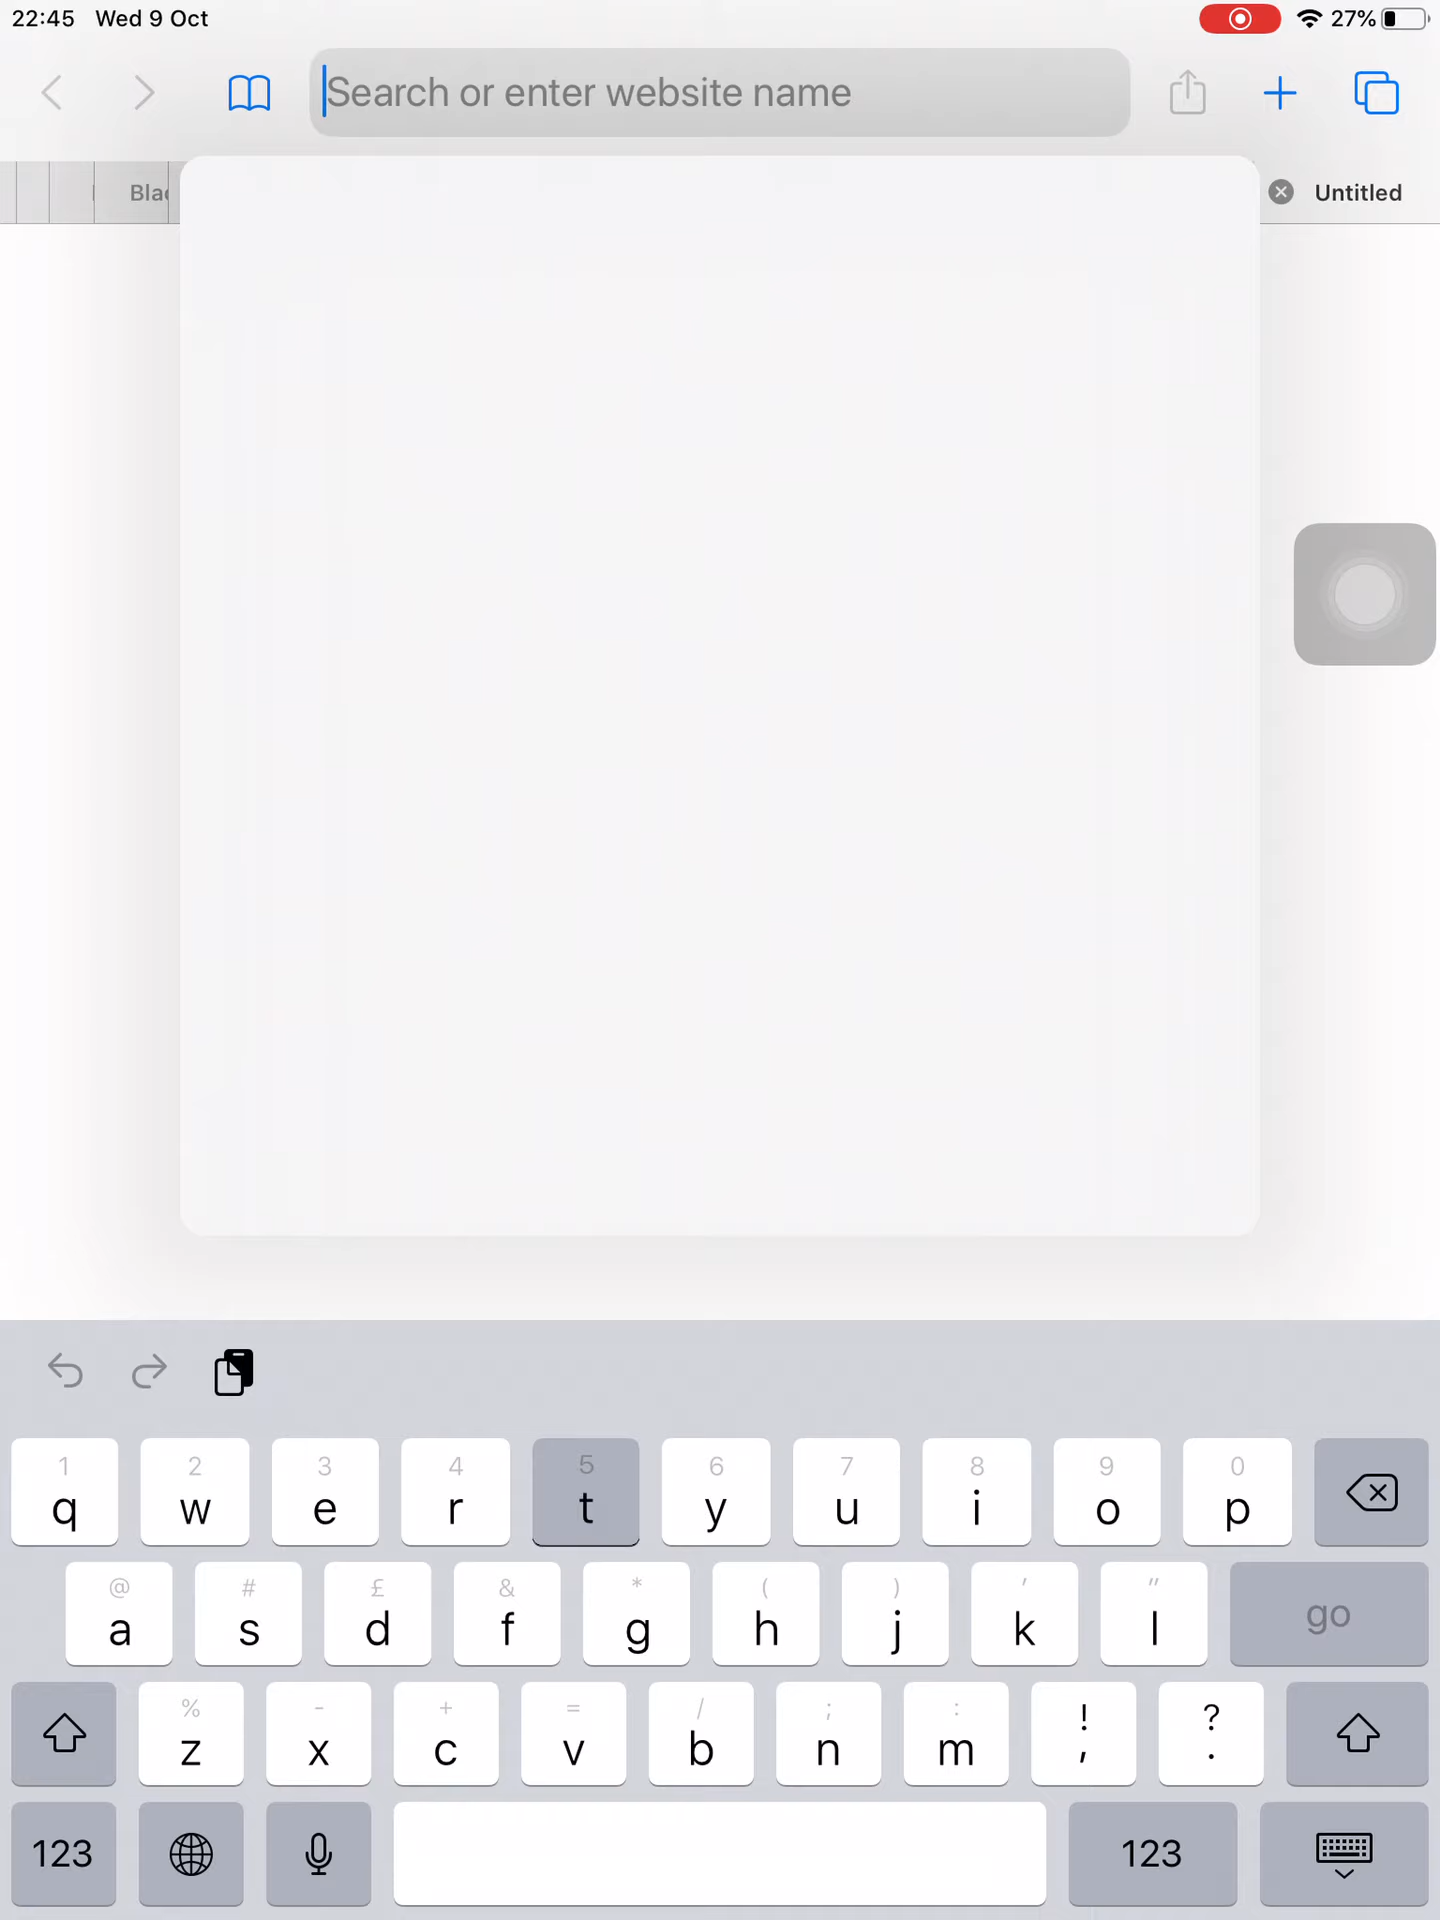 22:45 Wed 9 Oct 27%
Search or enter website name
Blac Untitled
1 2 3 4 5 6 7 8 9 0
q w e r t y u i o p
@ # £ & * ( ) ' "
a s d f g h j k l go
% - + = / ; : ! ?
z x c v b n m , .
123 123